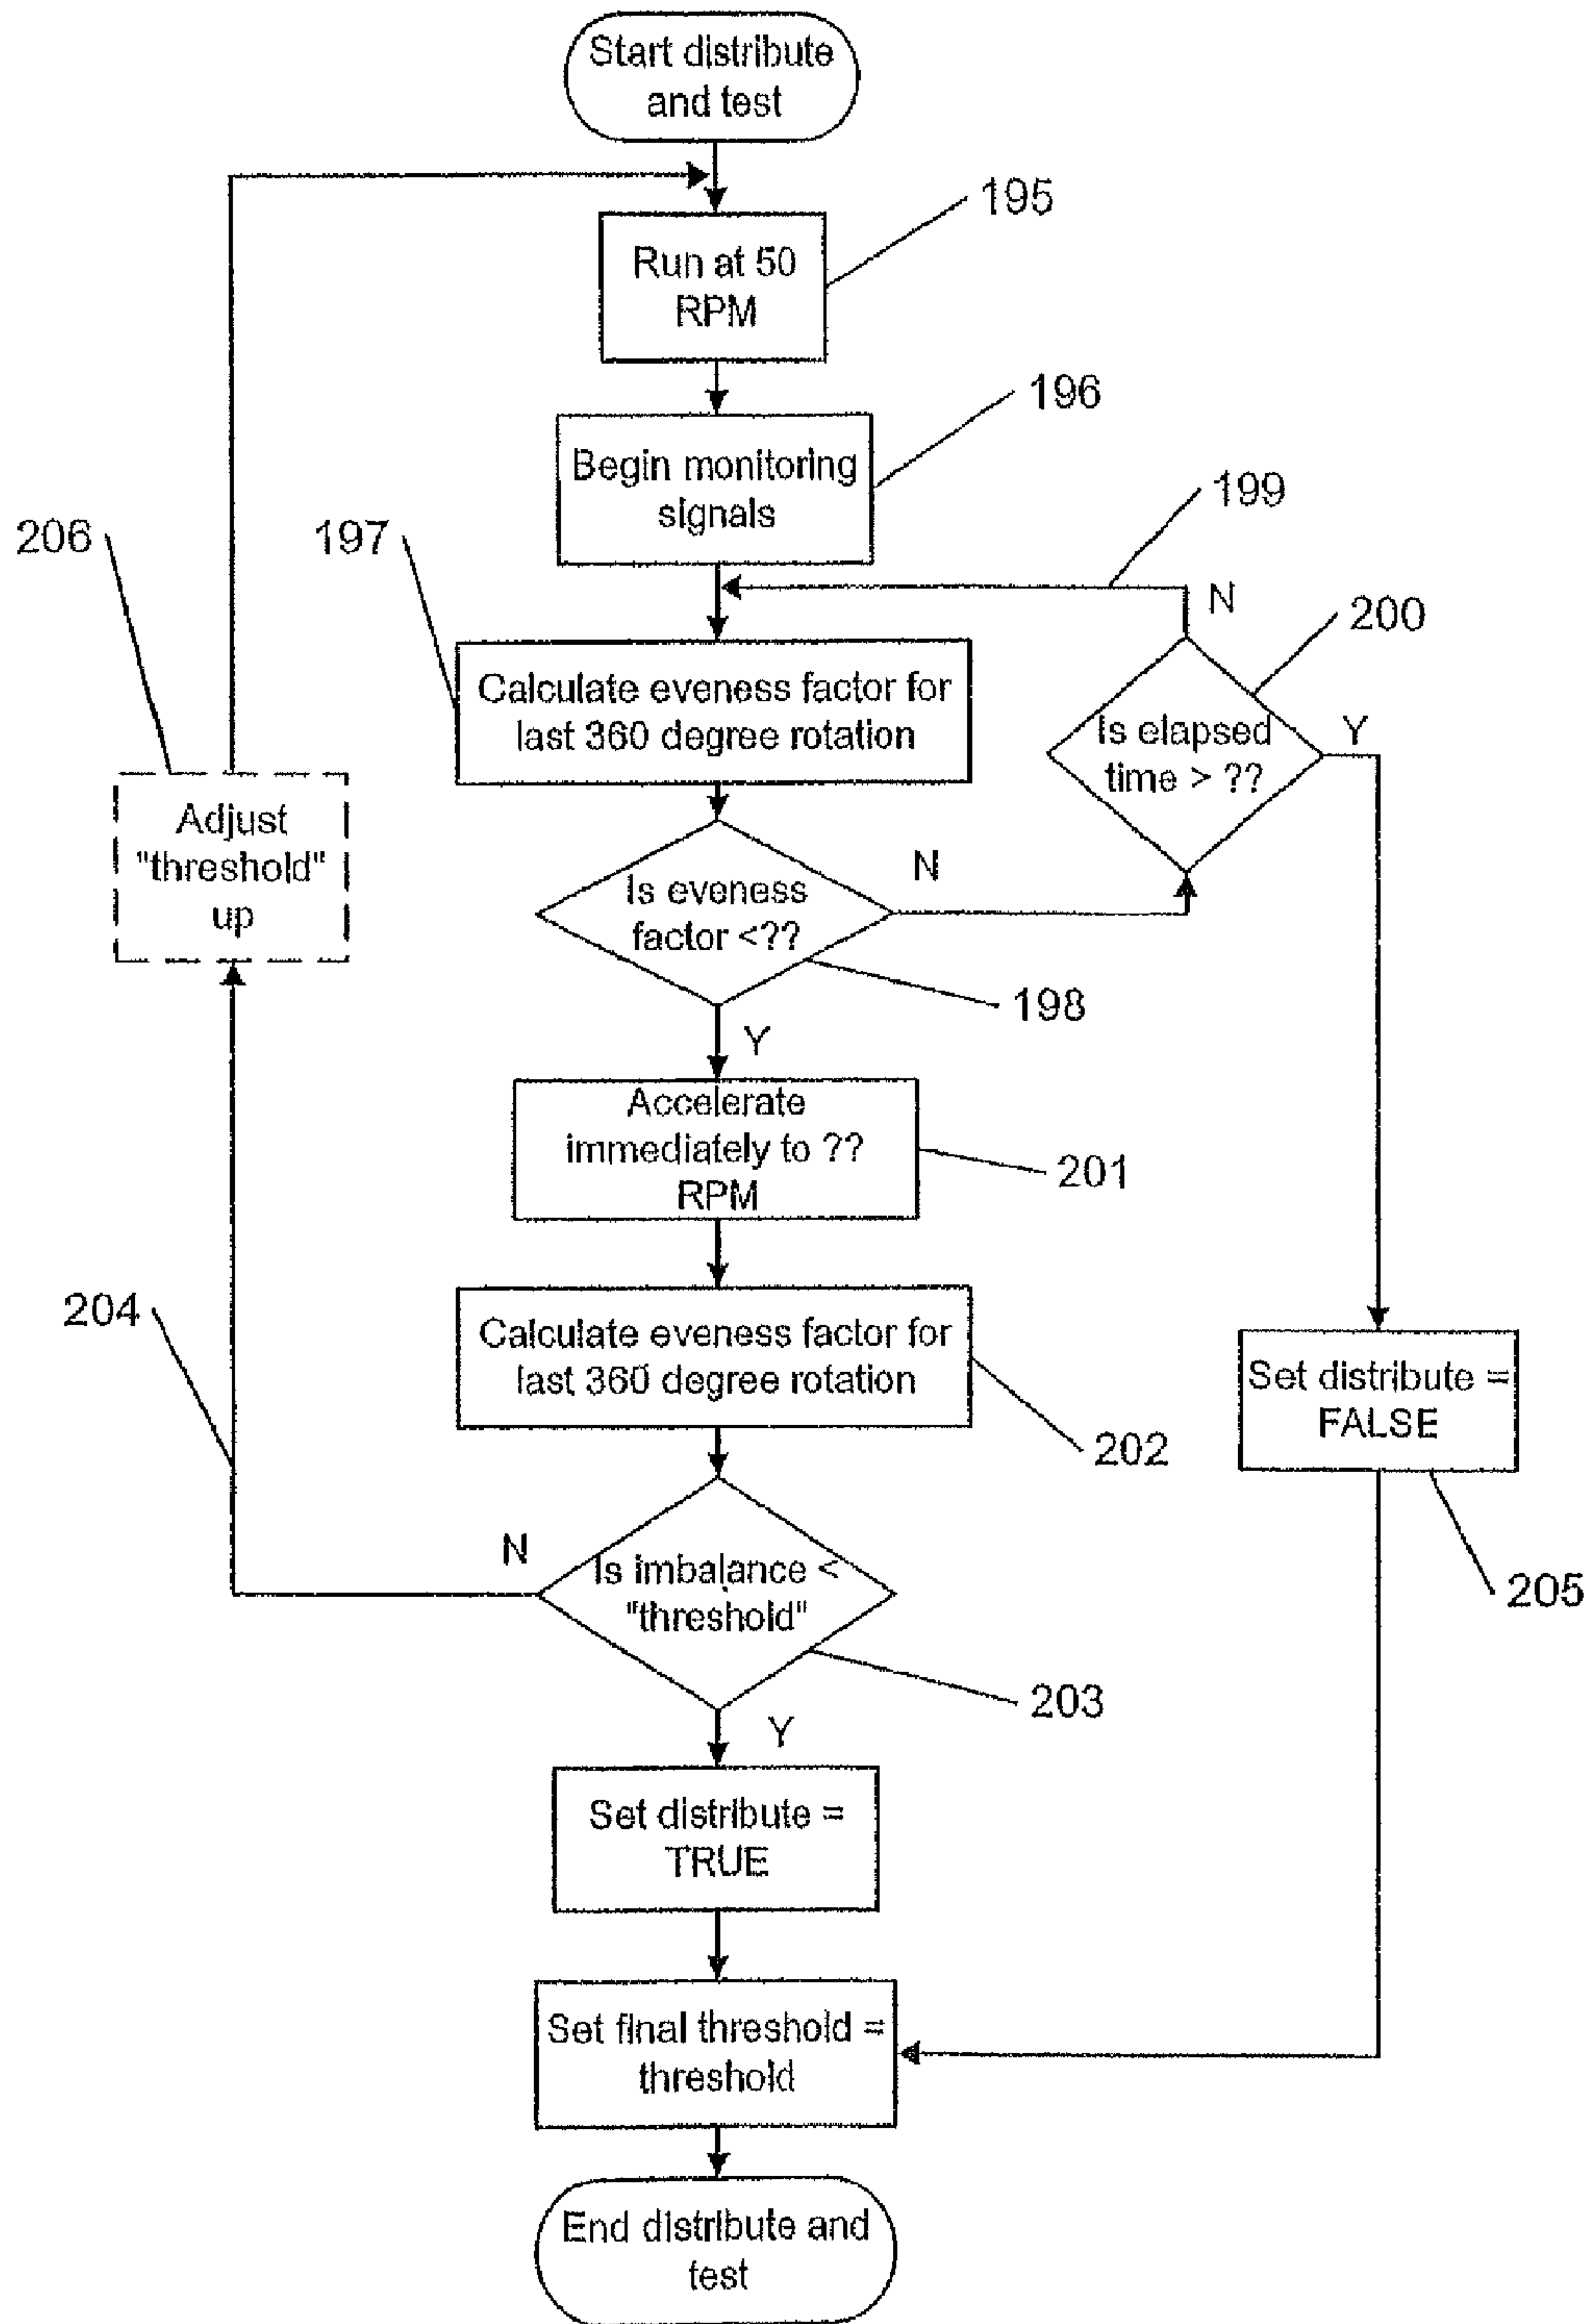 Start distribute
and test
195
Run at 50
RPM
196
Begin monitoring
signals
199
206
197
N
200
Calculate eveness factor for
last 360 degree rotation
Is elapsed
time > ??
Y
Adjust
"threshold"
up
Is eveness
factor <??
N
198
Y
Accelerate
immediately to ??
RPM
201
204
Calculate eveness factor for
last 360 degree rotation
202
Set distribute =
FALSE
205
N
Is imbalance <
"threshold"
203
Y
Set distribute =
TRUE
Set final threshold =
threshold
End distribute and
test